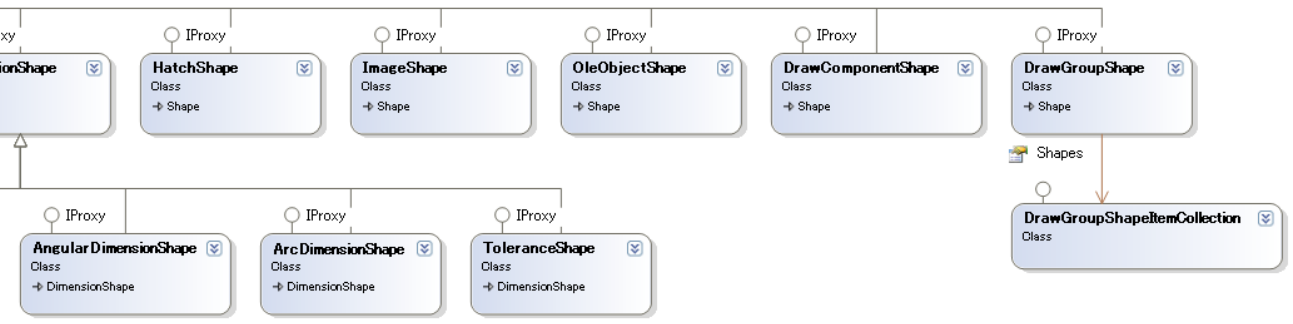 xy
IProxy
IProxy
IProxy
IProxy
IProxy
ionShape
HatchShape
Class
Shape
ImageShape
Class
Shape
OleObjectShape
Class
Shape
DrawComponentShape
Class
Shape
DrawGroupShape
Class
Shape
Shapes
IProxy
IProxy
IProxy
AngularDimensionShape
Class
DimensionShape
ArcDimensionShape
Class
DimensionShape
ToleranceShape
Class
DimensionShape
DrawGroupShapeItemCollection
Class